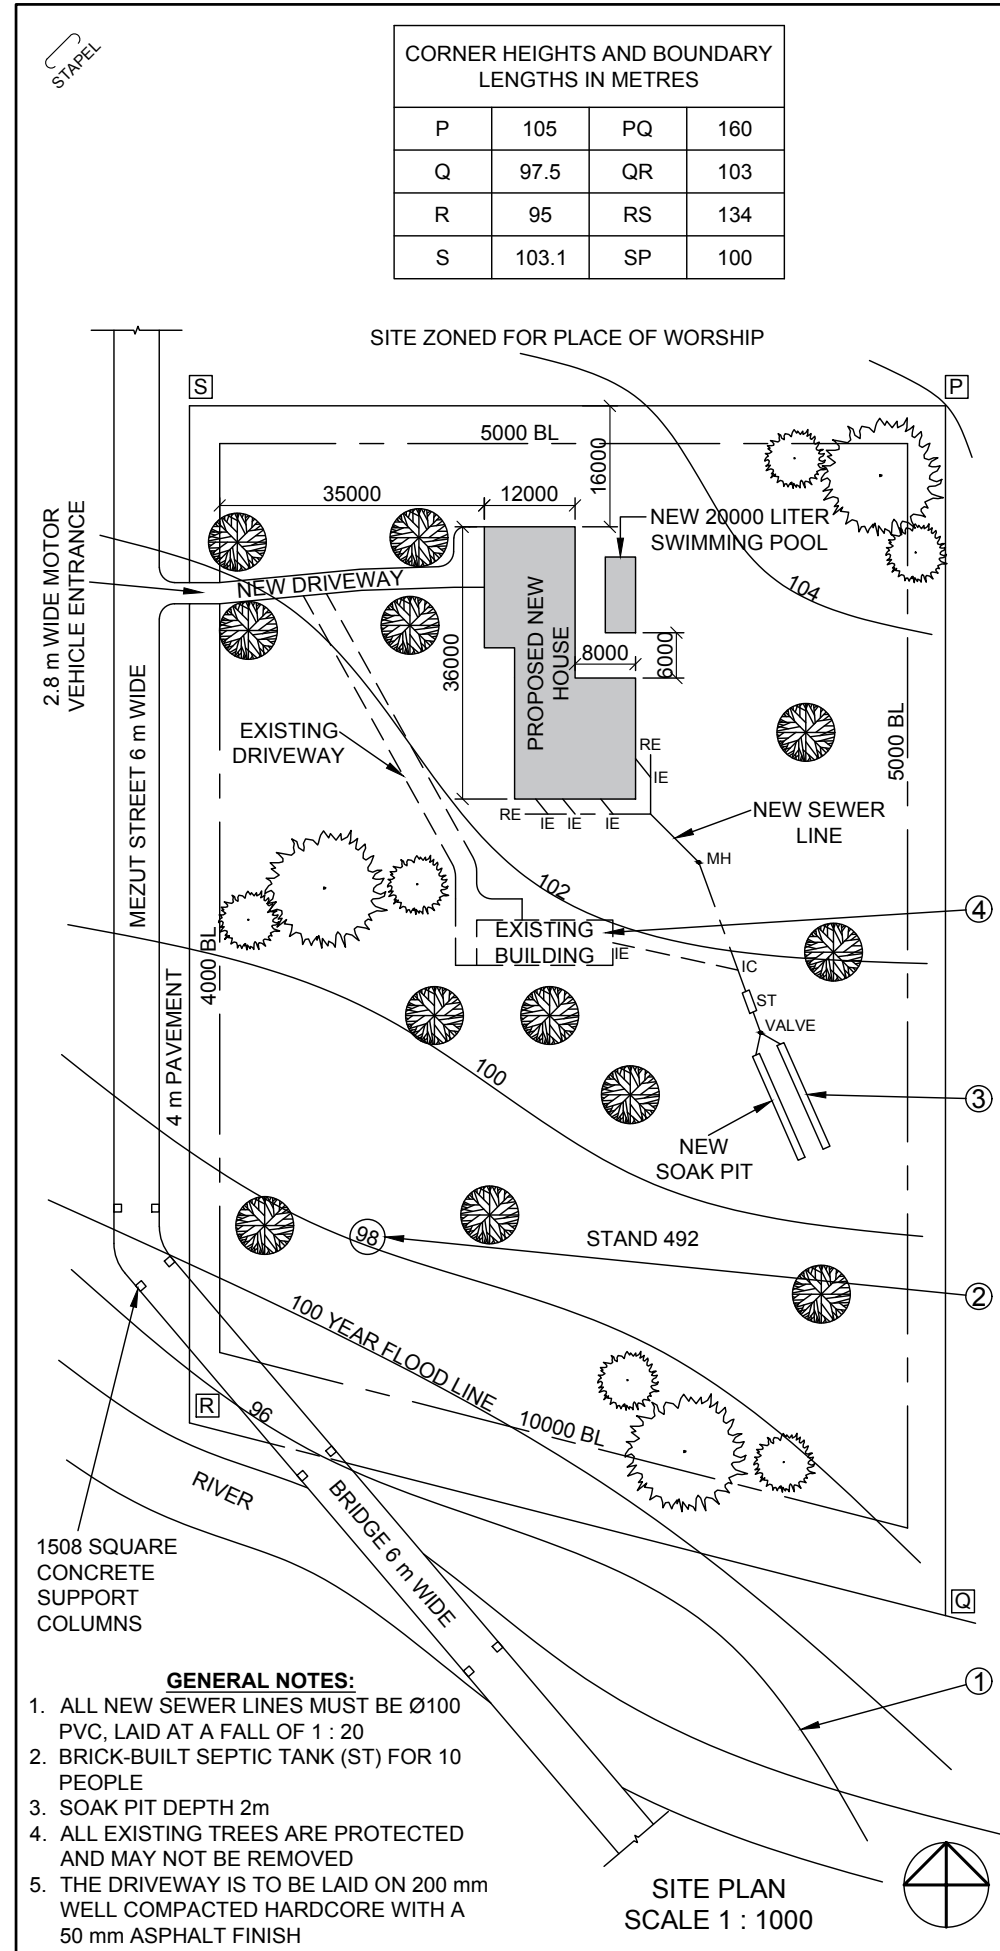 STAPEL
CORNER HEIGHTS AND BOUNDARY
LENGTHS IN METRES
P 105 PQ 160
Q 97.5 QR 103
R 95 RS 134
S 103.1 SP 100
SITE ZONED FOR PLACE OF WORSHIP
S
P
5000 BL
16000
35000
12000
NEW 20000 LITER
SWIMMING POOL
2.8 m WIDE MOTOR
VEHICLE ENTRANCE
NEW DRIVEWAY
104
PROPOSED NEW
HOUSE
8000
6000
36000
MEZUT STREET 6 m WIDE
EXISTING
DRIVEWAY
5000 BL
RE
IE
RE
IE
IE
IE
NEW SEWER
LINE
MH
102
4
EXISTING
BUILDING
IE
4000 BL
IC
ST
VALVE
4 m PAVEMENT
100
3
NEW
SOAK PIT
98
STAND 492
2
100 YEAR FLOOD LINE
R
96
10000 BL
RIVER
BRIDGE 6 m WIDE
1508 SQUARE
CONCRETE
SUPPORT
COLUMNS
Q
1
GENERAL NOTES:
1. ALL NEW SEWER LINES MUST BE Ø100
PVC, LAID AT A FALL OF 1 : 20
2. BRICK-BUILT SEPTIC TANK (ST) FOR 10
PEOPLE
3. SOAK PIT DEPTH 2m
4. ALL EXISTING TREES ARE PROTECTED
AND MAY NOT BE REMOVED
5. THE DRIVEWAY IS TO BE LAID ON 200 mm
WELL COMPACTED HARDCORE WITH A
50 mm ASPHALT FINISH
SITE PLAN
SCALE 1 : 1000